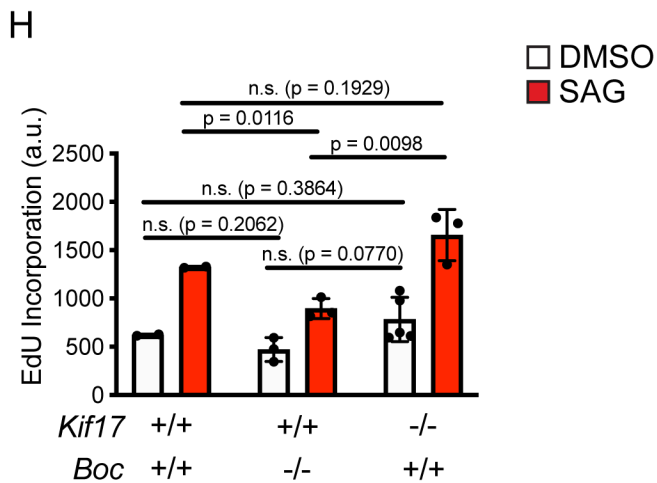 H
DMSO
SAG
n.s. (p = 0.1929)
p = 0.0116
p = 0.0098
n.s. (p = 0.3864)
n.s. (p = 0.2062)
n.s. (p = 0.0770)
EdU Incorporation (a.u.)
2500
2000
1500
1000
500
0
Kif17 +/+ +/+ -/-
Boc +/+ -/- +/+